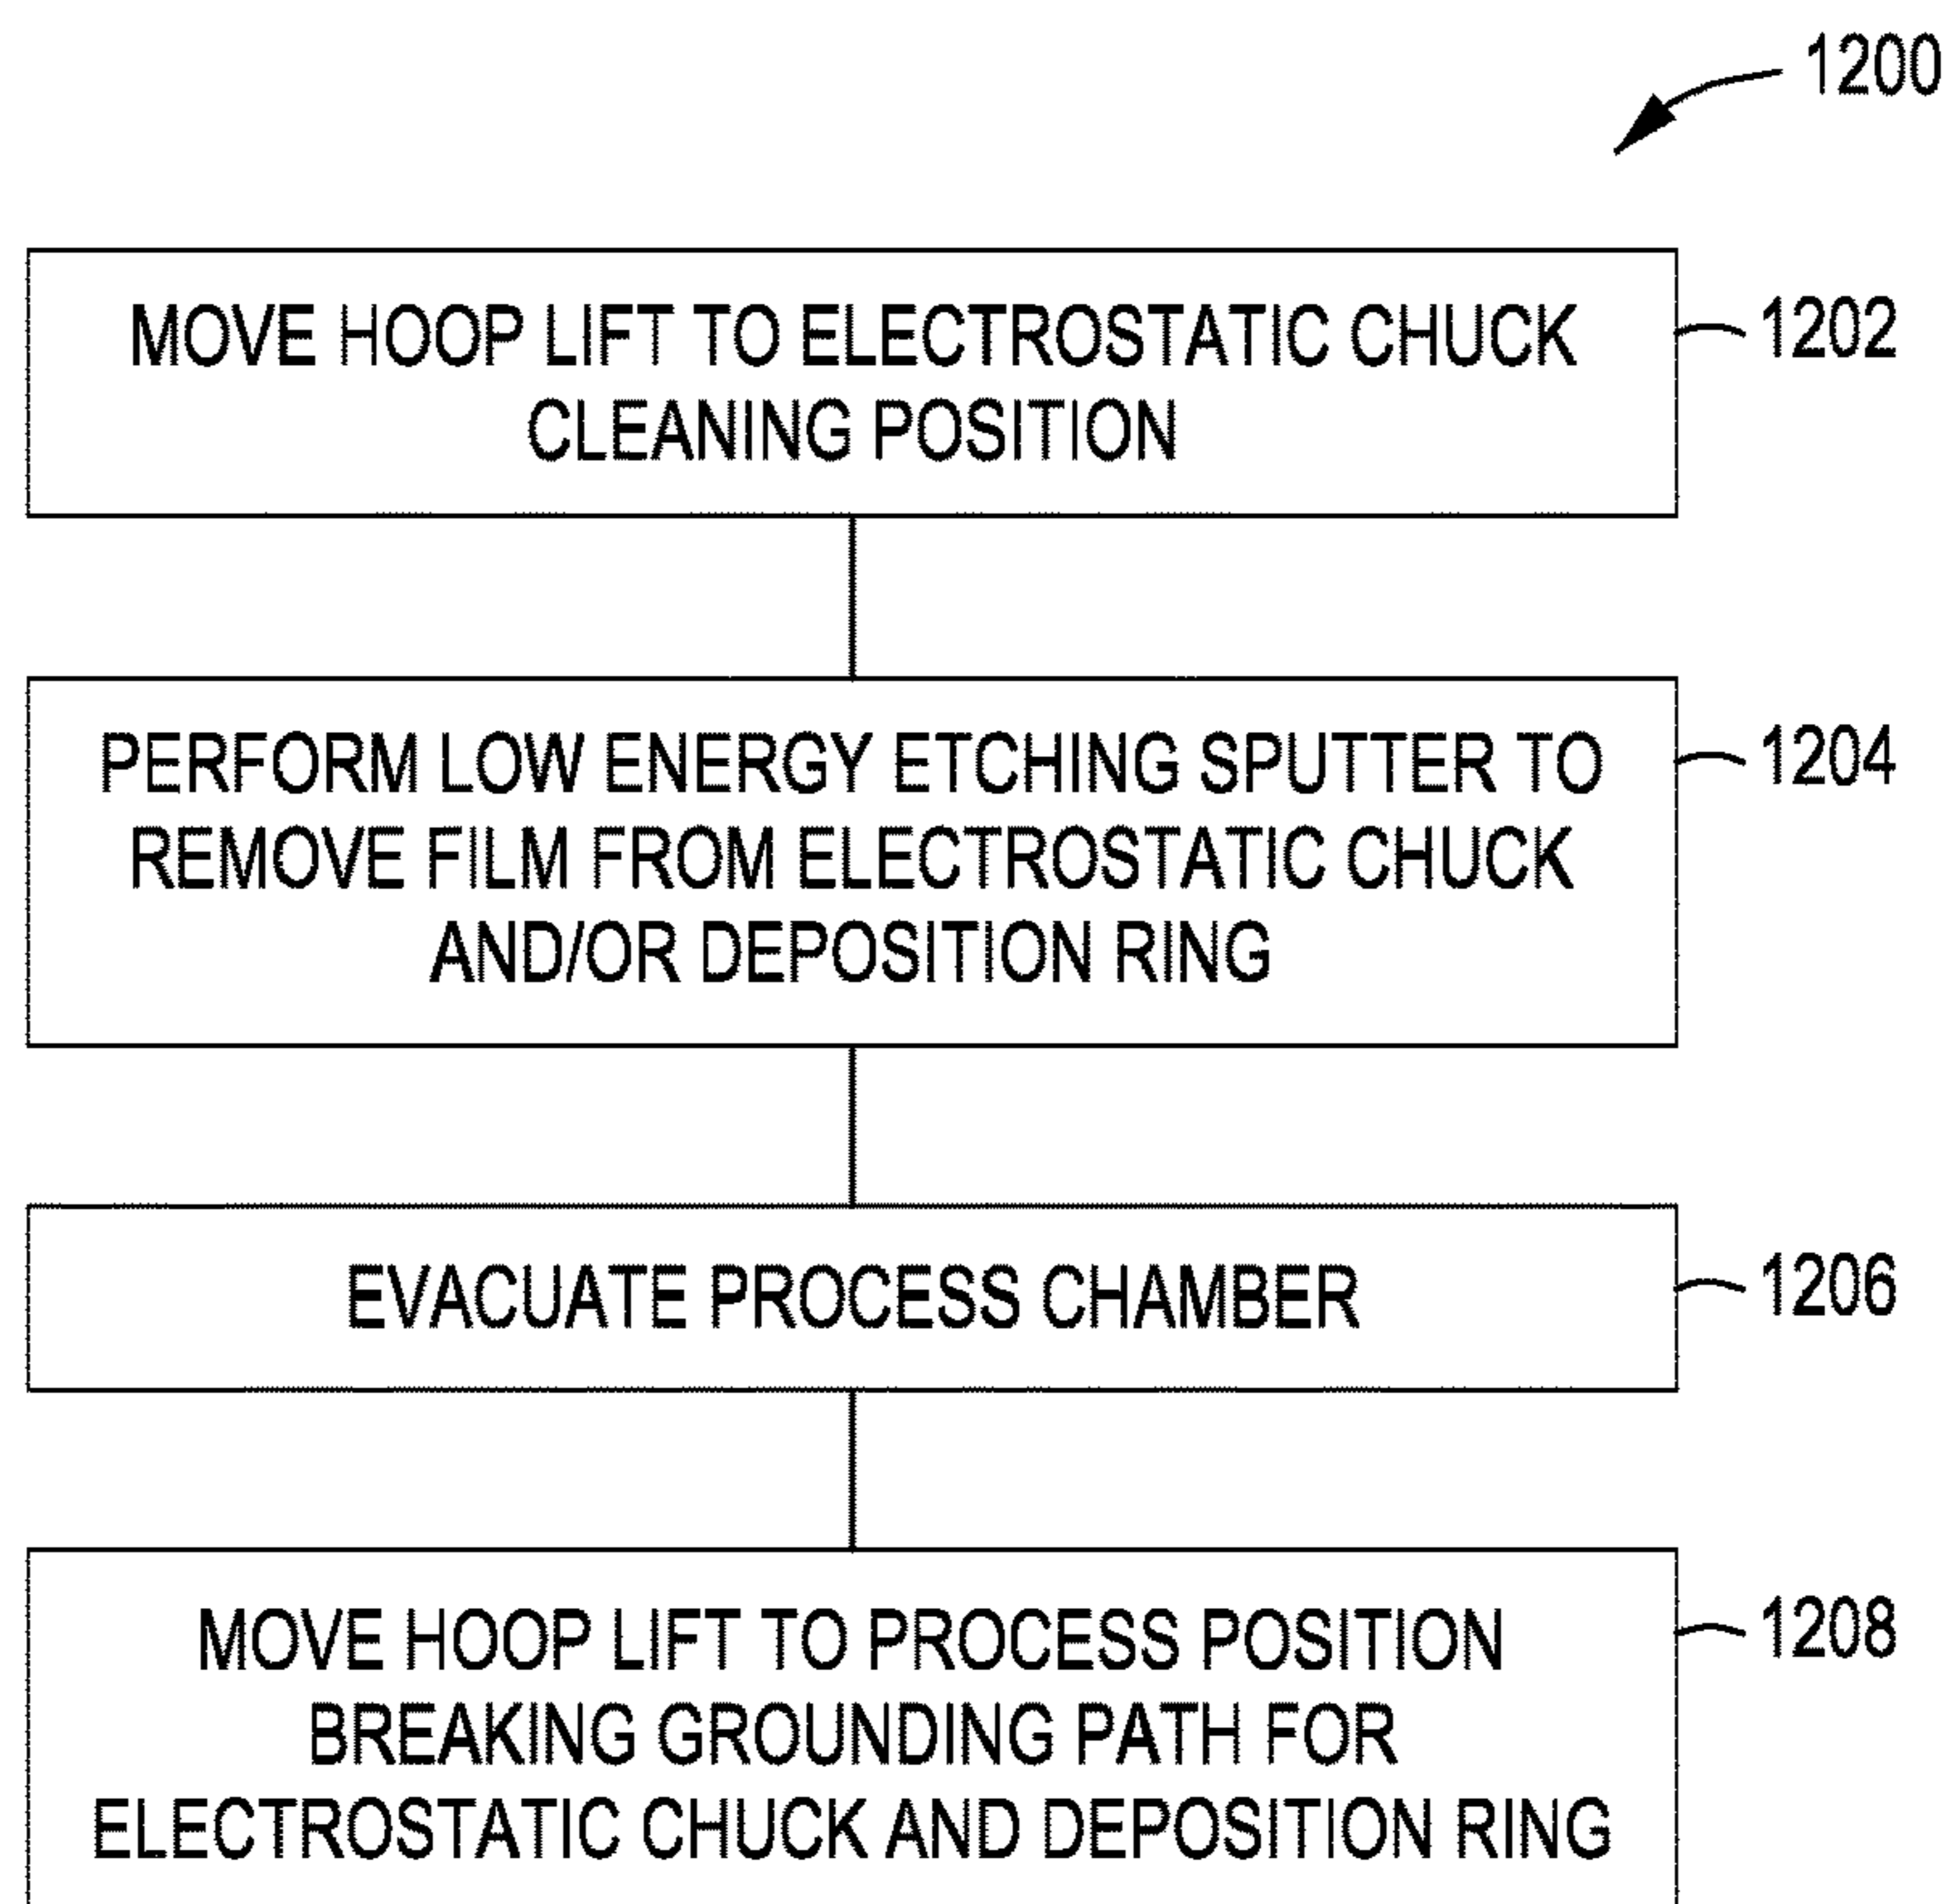 1200
MOVE HOOP LIFT TO ELECTROSTATIC CHUCK
CLEANING POSITION
1202
PERFORM LOW ENERGY ETCHING SPUTTER TO
REMOVE FILM FROM ELECTROSTATIC CHUCK
AND/OR DEPOSITION RING
1204
EVACUATE PROCESS CHAMBER
1206
MOVE HOOP LIFT TO PROCESS POSITION
BREAKING GROUNDING PATH FOR
ELECTROSTATIC CHUCK AND DEPOSITION RING
1208